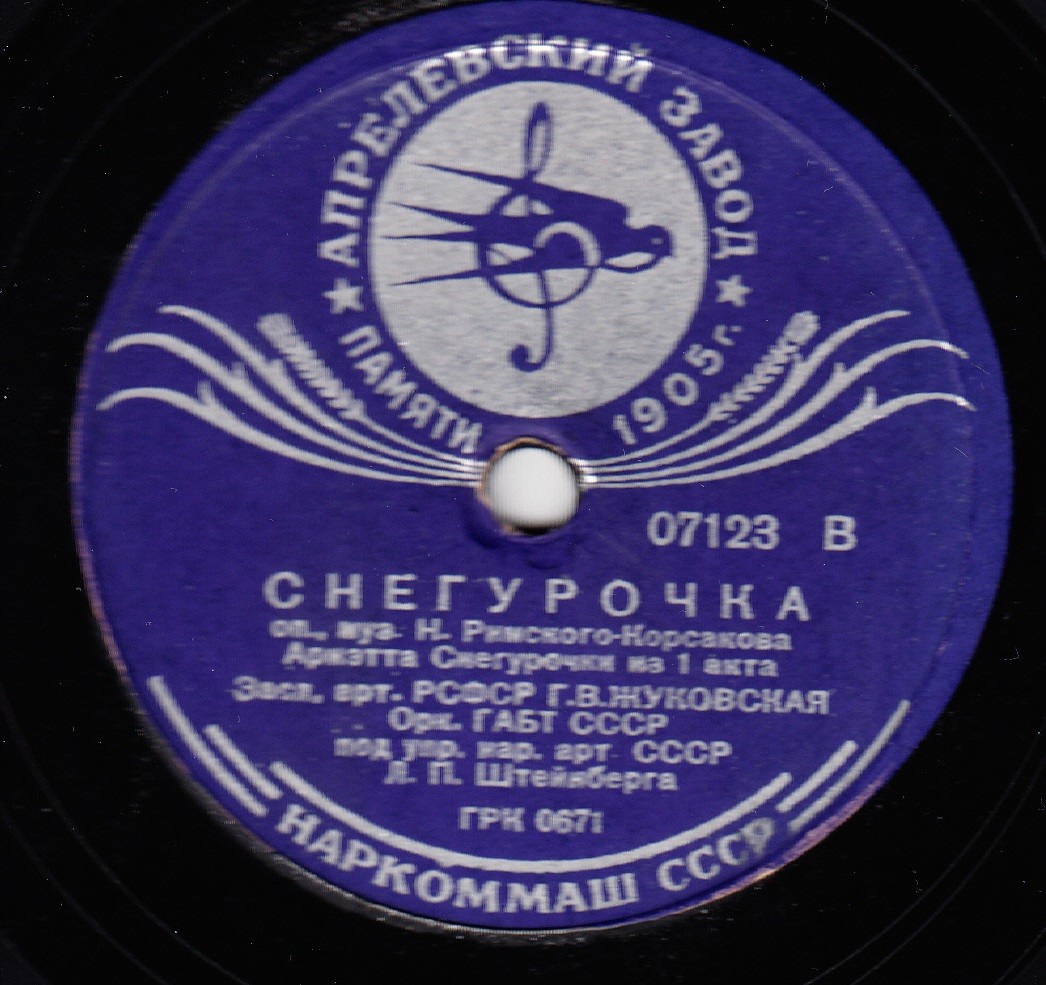 АПРЕЛЕВСКИЙ ЗАВОД
ПАМЯТИ 1905 г.
07123 В
СНЕГУРОЧКА
оп., муз. Н. Римского-Корсакова
Ариэтта Снегурочки из 1 акта
Засл. арт. РСФСР Г.В.ЖУКОВСКАЯ
Орк. ГАБТ СССР
под упр. нар. арт. СССР
Л. П. Штейнберга
ГРК 0671
НАРКОММАШ СССР